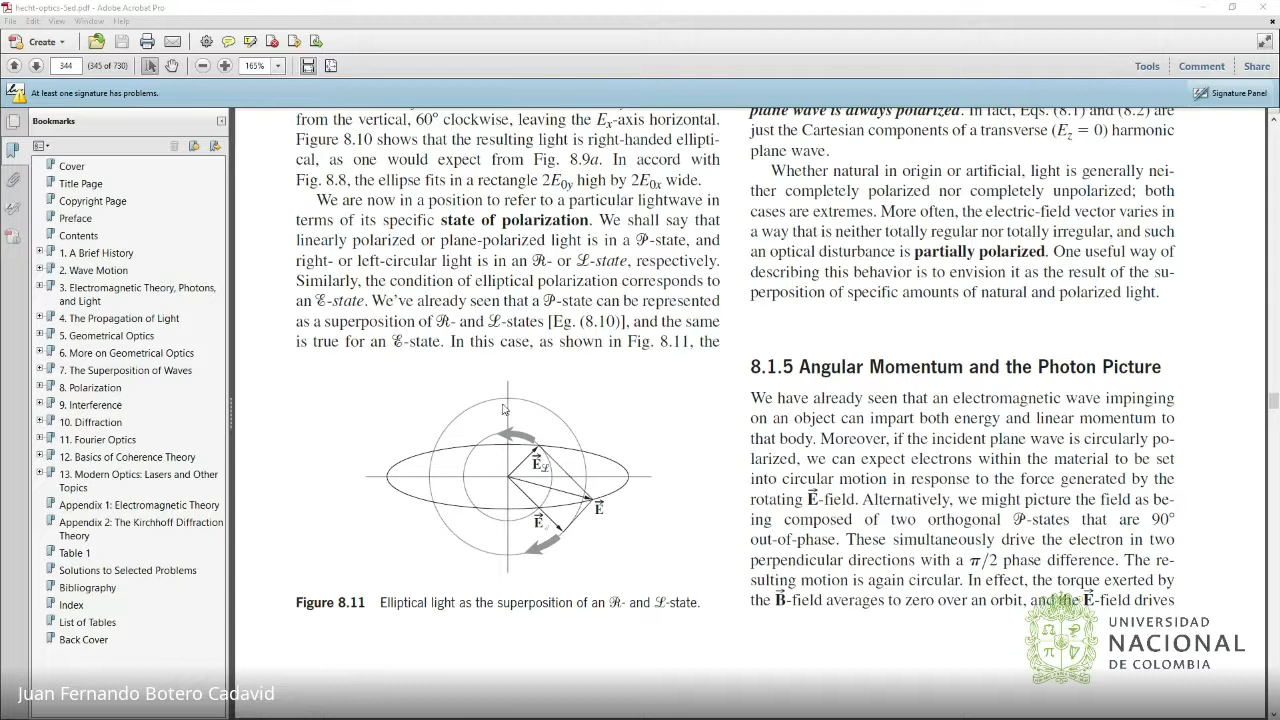 hecht-optics-5ed.pdf - Adobe Acrobat Pro
File Edit View Window Help
Create
344 (345 of 730) 165% Tools Comment Share
At least one signature has problems. Signature Panel
Bookmarks
Cover
Title Page
Copyright Page
Preface
Contents
1. A Brief History
2. Wave Motion
3. Electromagnetic Theory, Photons,
and Light
4. The Propagation of Light
5. Geometrical Optics
6. More on Geometrical Optics
7. The Superposition of Waves
8. Polarization
9. Interference
10. Diffraction
11. Fourier Optics
12. Basics of Coherence Theory
13. Modern Optics: Lasers and Other
Topics
Appendix 1: Electromagnetic Theory
Appendix 2: The Kirchhoff Diffraction
Theory
Table 1
Solutions to Selected Problems
Bibliography
Index
List of Tables
Back Cover
from the vertical, 60° clockwise, leaving the Eₓ-axis horizontal.
Figure 8.10 shows that the resulting light is right-handed ellipti-
cal, as one would expect from Fig. 8.9a. In accord with
Fig. 8.8, the ellipse fits in a rectangle 2E0y high by 2E0x wide.
We are now in a position to refer to a particular lightwave in
terms of its specific state of polarization. We shall say that
linearly polarized or plane-polarized light is in a 𝒫-state, and
right- or left-circular light is in an ℛ- or ℒ-state, respectively.
Similarly, the condition of elliptical polarization corresponds to
an ℰ-state. We've already seen that a 𝒫-state can be represented
as a superposition of ℛ- and ℒ-states [Eg. (8.10)], and the same
is true for an ℰ-state. In this case, as shown in Fig. 8.11, the
E⃗ℒ
E⃗
E⃗
Figure 8.11 Elliptical light as the superposition of an ℛ- and ℒ-state.
plane wave is always polarized. In fact, Eqs. (8.1) and (8.2) are
just the Cartesian components of a transverse (E_z = 0) harmonic
plane wave.
Whether natural in origin or artificial, light is generally nei-
ther completely polarized nor completely unpolarized; both
cases are extremes. More often, the electric-field vector varies in
a way that is neither totally regular nor totally irregular, and such
an optical disturbance is partially polarized. One useful way of
describing this behavior is to envision it as the result of the su-
perposition of specific amounts of natural and polarized light.
8.1.5 Angular Momentum and the Photon Picture
We have already seen that an electromagnetic wave impinging
on an object can impart both energy and linear momentum to
that body. Moreover, if the incident plane wave is circularly po-
larized, we can expect electrons within the material to be set
into circular motion in response to the force generated by the
rotating E⃗-field. Alternatively, we might picture the field as be-
ing composed of two orthogonal 𝒫-states that are 90°
out-of-phase. These simultaneously drive the electron in two
perpendicular directions with a π/2 phase difference. The re-
sulting motion is again circular. In effect, the torque exerted by
the B⃗-field averages to zero over an orbit, and the E⃗-field drives
UNIVERSIDAD
NACIONAL
DE COLOMBIA
Juan Fernando Botero Cadavid